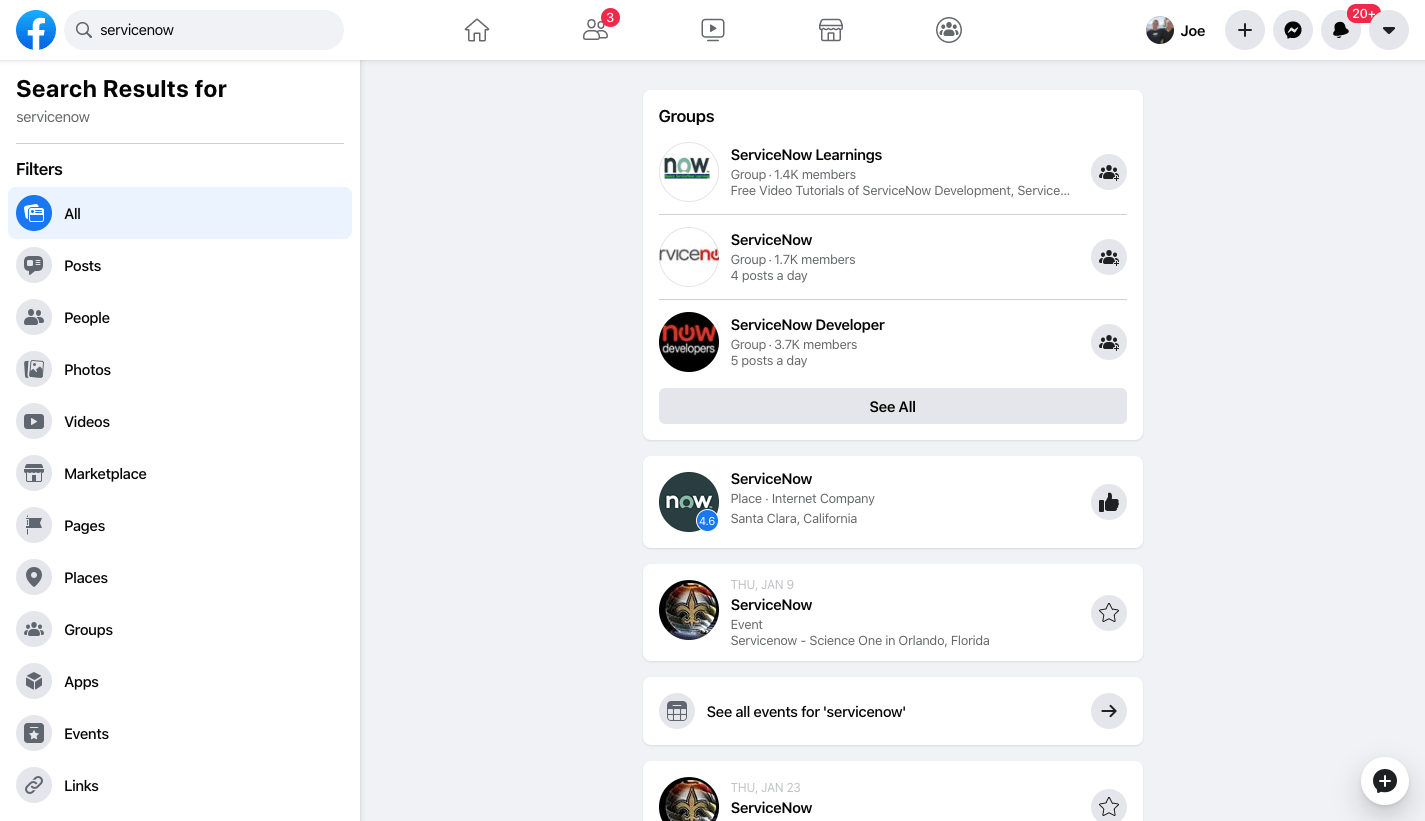 servicenow
3
Joe
20+
Search Results for
servicenow
Filters
All
Posts
People
Photos
Videos
Marketplace
Pages
Places
Groups
Apps
Events
Links
Groups
now.
ServiceNow Learnings
Group · 1.4K members
Free Video Tutorials of ServiceNow Development, Service...
rviceno
ServiceNow
Group · 1.7K members
4 posts a day
now
developers
ServiceNow Developer
Group · 3.7K members
5 posts a day
See All
now.
4.6
ServiceNow
Place · Internet Company
Santa Clara, California
THU, JAN 9
ServiceNow
Event
Servicenow - Science One in Orlando, Florida
See all events for 'servicenow'
THU, JAN 23
ServiceNow